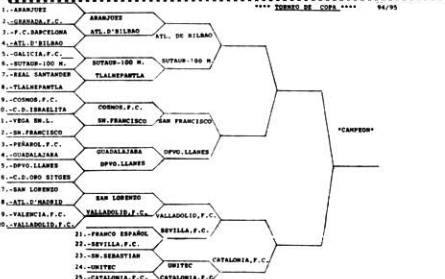 **** TORNEO DE COPA **** 94/95
1.-ARANJUEZ
2.-GRANADA,F.C.
3.-F.C.BARCELONA
4.-ATL.D'BILBAO
5.-GALICIA,F.C.
6.-SUTAUR-100 M.
7.-REAL SANTANDER
8.-TLALNEPANTLA
9.-COSMOS,F.C.
0.-C.D.ISRAELITA
1.-VEGA SN.L.
2.-SN.FRANCISCO
3.-PEÑAROL,F.C.
4.-GUADALAJARA
5.-DPVO.LLANES
6.-C.D.ORO SITGES
7.-SAN LORENZO
8.-ATL.D'MADRID
9.-VALENCIA,F.C.
0.-VALLADOLID,F.C.
21.-FRANCO ESPAÑOL
22.-SEVILLA,F.C.
23.-SN.SEBASTIAN
24.-UNITEC
25.-CATALONIA,F.C.
ARANJUEZ
ATL.D'BILBAO
SUTAUR-100 M.
TLALNEPANTLA
COSMOS,F.C.
SN.FRANCISCO
GUADALAJARA
DPVO.LLANES
SAN LORENZO
VALLADOLID,F.C.
UNITEC
CATALONIA,F.C.
ATL. DE BILBAO
SUTAUR-100 M.
SAN FRANCISCO
DPVO.LLANES
VALLADOLID,F.C.
SEVILLA,F.C.
CATALONIA,F.C.
"CAMPEON"